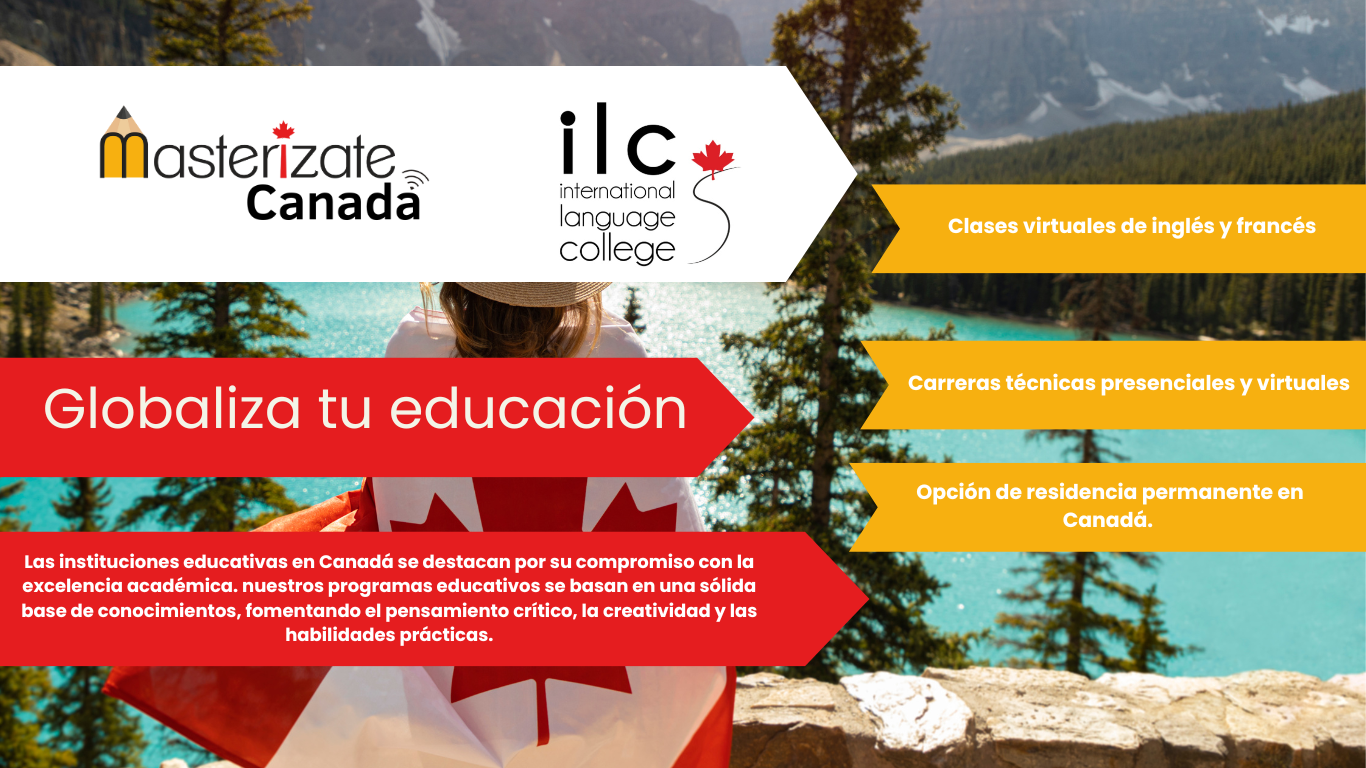 Masterizate
Canada
ilc
international
language
college
Clases virtuales de inglés y francés
Globaliza tu educación
Carreras técnicas presenciales y virtuales
Opción de residencia permanente en
Canadá.
Las instituciones educativas en Canadá se destacan por su compromiso con la
excelencia académica. nuestros programas educativos se basan en una sólida
base de conocimientos, fomentando el pensamiento crítico, la creatividad y las
habilidades prácticas.